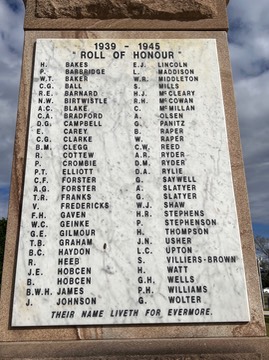 1939 - 1945
" ROLL OF HONOUR "
H. BAKES
P. BARBRIDGE
W.T. BAKER
C.G. BALL
R.E. BARNARD
N.W. BIRTWISTLE
A.C. BLAKE
C.A. BRADFORD
D.G. CAMPBELL
E. CAREY
C.G. CLARKE
B.M. CLEGG
R. COTTEW
P. CROMBIE
P.T. ELLIOTT
C.F. FORSTER
A.G. FORSTER
T.R. FRANKS
V. FREDERICKS
F.H. GAVEN
W.C. GEINKE
G.E. GILMOUR
T.B. GRAHAM
B.C. HAYDON
J. HEEB
J.E. HOBCEN
B. HOBCEN
B.W.H. JAMES
J. JOHNSON
E.J. LINCOLN
L. MADDISON
W.R. MIDDLETON
S. MILLS
H.J. McCLEARY
R.H. McCOWAN
C. McMILLAN
A. OLSEN
G. PANITZ
B. RAPER
W. RAPER
C.W. REED
A.R. RYDER
D.M. RYDER
D.A. RYLIE
G. SAYWELL
A. SLATYER
G. SLATYER
W.J. SHAW
H.R. STEPHENS
J. STEPHENSON
H. THOMPSON
J.N. USHER
L.C. UPTON
S. VILLIERS-BROWN
H. WATT
G.H. WELLS
P.H. WILLIAMS
G. WOLTER
THEIR NAME LIVETH FOR EVERMORE.